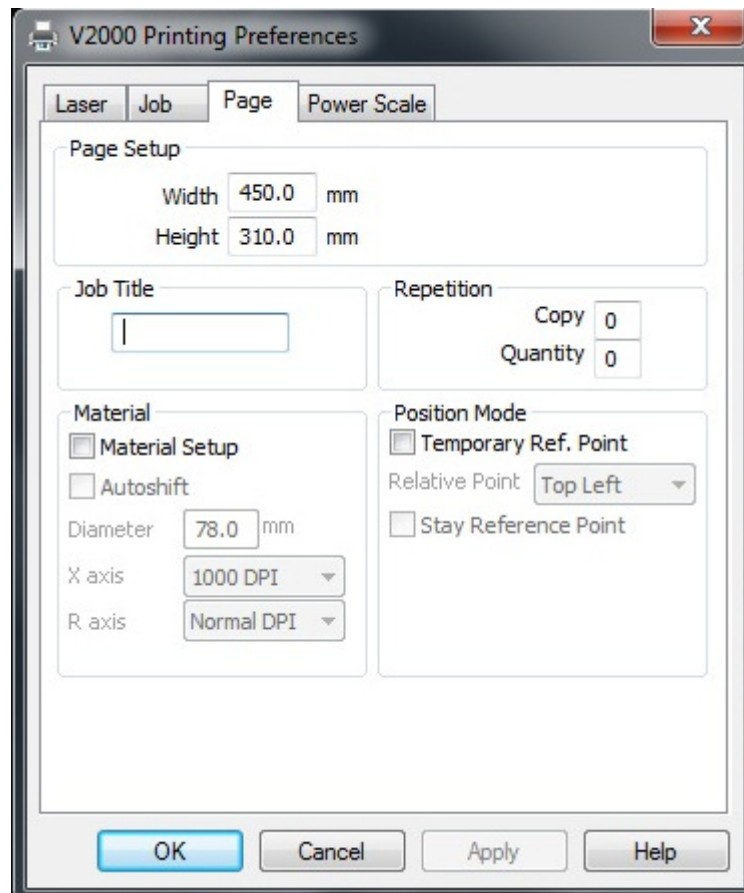 V2000 Printing Preferences
x
Laser Job Page Power Scale
Page Setup
Width 450.0 mm
Height 310.0 mm
Job Title
Repetition
Copy 0
Quantity 0
Material
Material Setup
Autoshift
Diameter 78.0 mm
X axis 1000 DPI
R axis Normal DPI
Position Mode
Temporary Ref. Point
Relative Point Top Left
Stay Reference Point
OK Cancel Apply Help